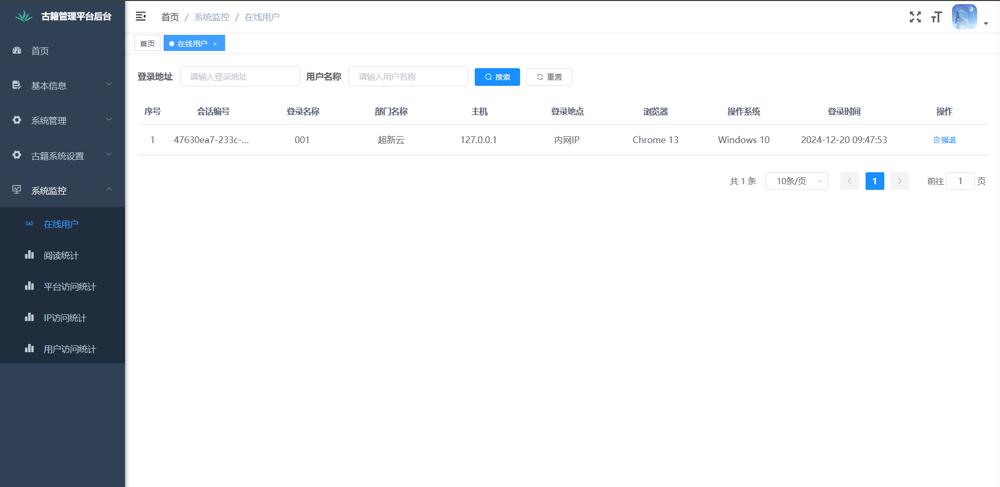 古籍管理平台后台
首页
基本信息
系统管理
古籍系统设置
系统监控
在线用户
阅读统计
平台访问统计
IP访问统计
用户访问统计
首页 / 系统监控 / 在线用户
首页 在线用户 ×
登录地址 请输入登录地址 用户名称 请输入用户名称 搜索 重置
序号 会话编号 登录名称 部门名称 主机 登录地点 浏览器 操作系统 登录时间 操作
1 47630ea7-233c-... 001 超新云 127.0.0.1 内网IP Chrome 13 Windows 10 2024-12-20 09:47:53 强退
共 1 条 10条/页 1 前往 1 页